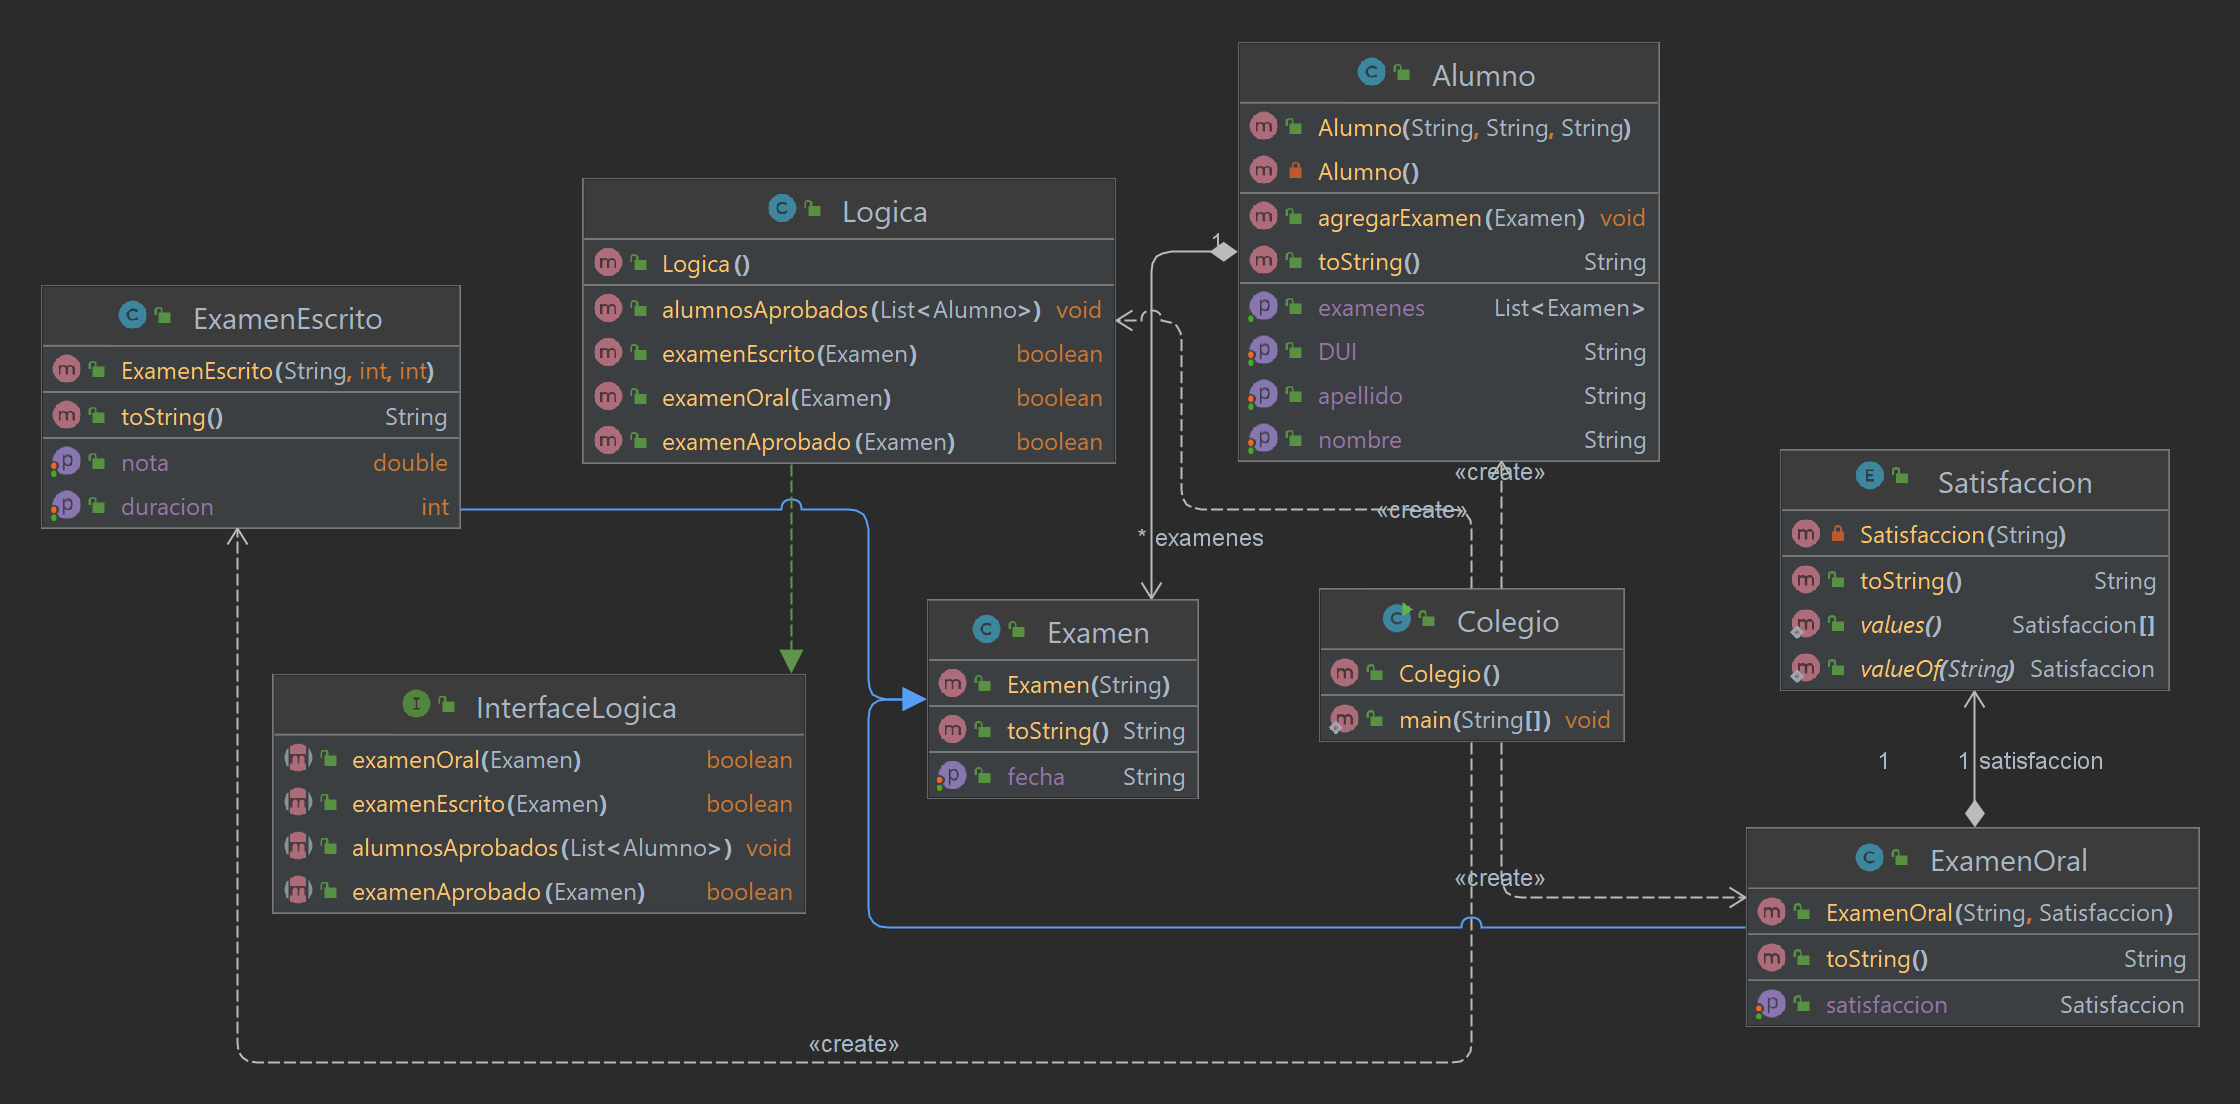 Alumno
Alumno(String, String, String)
Alumno()
agregarExamen(Examen) void
toString() String
examenes List<Examen>
DUI String
apellido String
nombre String
Logica
Logica()
alumnosAprobados(List<Alumno>) void
examenEscrito(Examen) boolean
examenOral(Examen) boolean
examenAprobado(Examen) boolean
ExamenEscrito
ExamenEscrito(String, int, int)
toString() String
nota double
duracion int
1
«create»
«create»
* examenes
Satisfaccion
Satisfaccion(String)
toString() String
values() Satisfaccion[]
valueOf(String) Satisfaccion
Examen
Examen(String)
toString() String
fecha String
Colegio
Colegio()
main(String[]) void
InterfaceLogica
examenOral(Examen) boolean
examenEscrito(Examen) boolean
alumnosAprobados(List<Alumno>) void
examenAprobado(Examen) boolean
1 1 satisfaccion
«create»
ExamenOral
ExamenOral(String, Satisfaccion)
toString() String
satisfaccion Satisfaccion
«create»